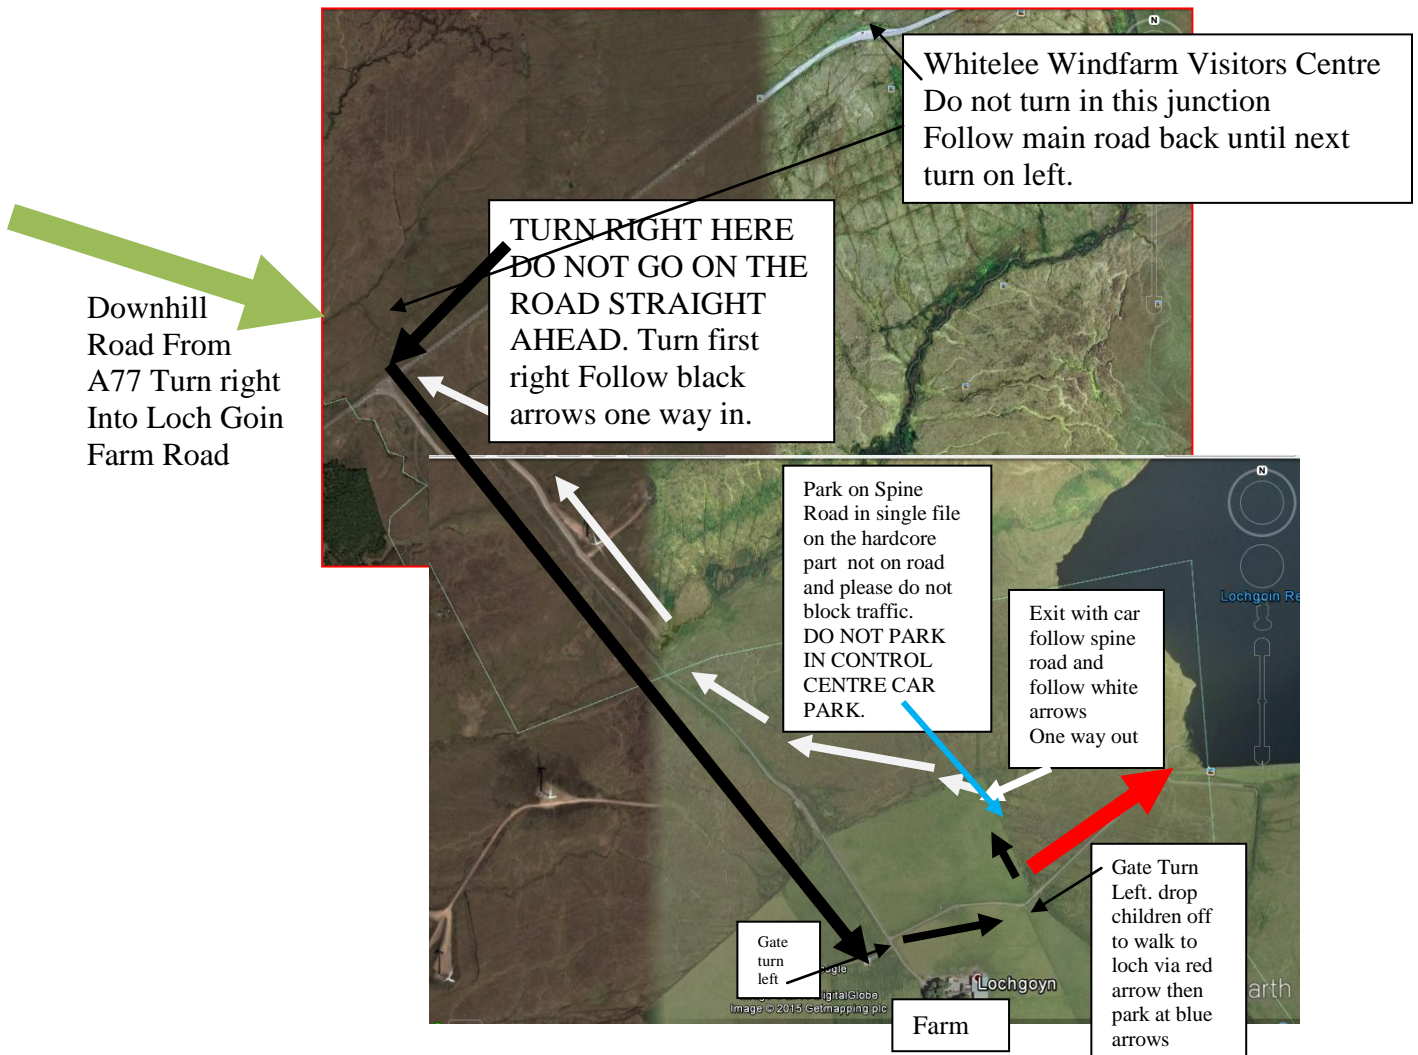 Whitelee Windfarm Visitors Centre
Do not turn in this junction
Follow main road back until next
turn on left.
TURN RIGHT HERE
DO NOT GO ON THE
ROAD STRAIGHT
AHEAD. Turn first
right Follow black
arrows one way in.
Downhill
Road From
A77 Turn right
Into Loch Goin
Farm Road
N
N
Park on Spine
Road in single file
on the hardcore
part not on road
and please do not
block traffic.
DO NOT PARK
IN CONTROL
CENTRE CAR
PARK.
Exit with car
follow spine
road and
follow white
arrows
One way out
Lochgoin Re
Gate Turn
Left. drop
children off
to walk to
loch via red
arrow then
park at blue
arrows
Gate
turn
left
ogle
Lochgoyn
igitalGlobe
Image © 2015 Getmapping plc
arth
Farm